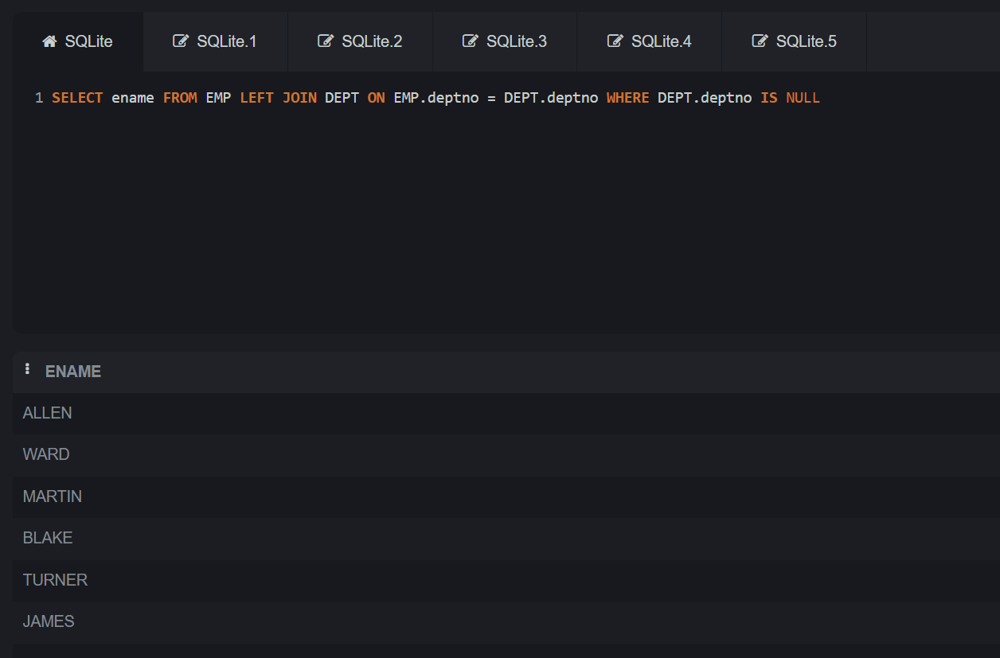 SQLite SQLite.1 SQLite.2 SQLite.3 SQLite.4 SQLite.5
1 SELECT ename FROM EMP LEFT JOIN DEPT ON EMP.deptno = DEPT.deptno WHERE DEPT.deptno IS NULL
ENAME
ALLEN
WARD
MARTIN
BLAKE
TURNER
JAMES